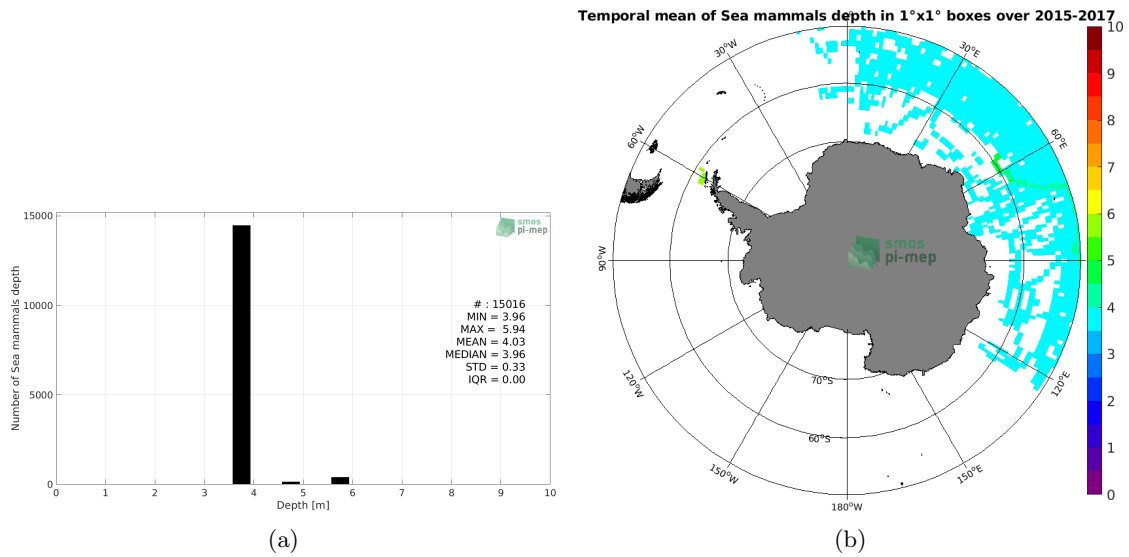 Temporal mean of Sea mammals depth in 1°x1° boxes over 2015-2017
15000
10000
5000
0
Number of Sea mammals depth
0 1 2 3 4 5 6 7 8 9 10
Depth [m]
smos
pi-mep
# : 15016
MIN = 3.96
MAX = 5.94
MEAN = 4.03
MEDIAN = 3.96
STD = 0.33
IQR = 0.00
(a)
0°
30°W
30°E
60°W
60°E
90°W
120°W
120°E
150°W
150°E
180°W
70°S
60°S
smos
pi-mep
10
9
8
7
6
5
4
3
2
1
0
(b)